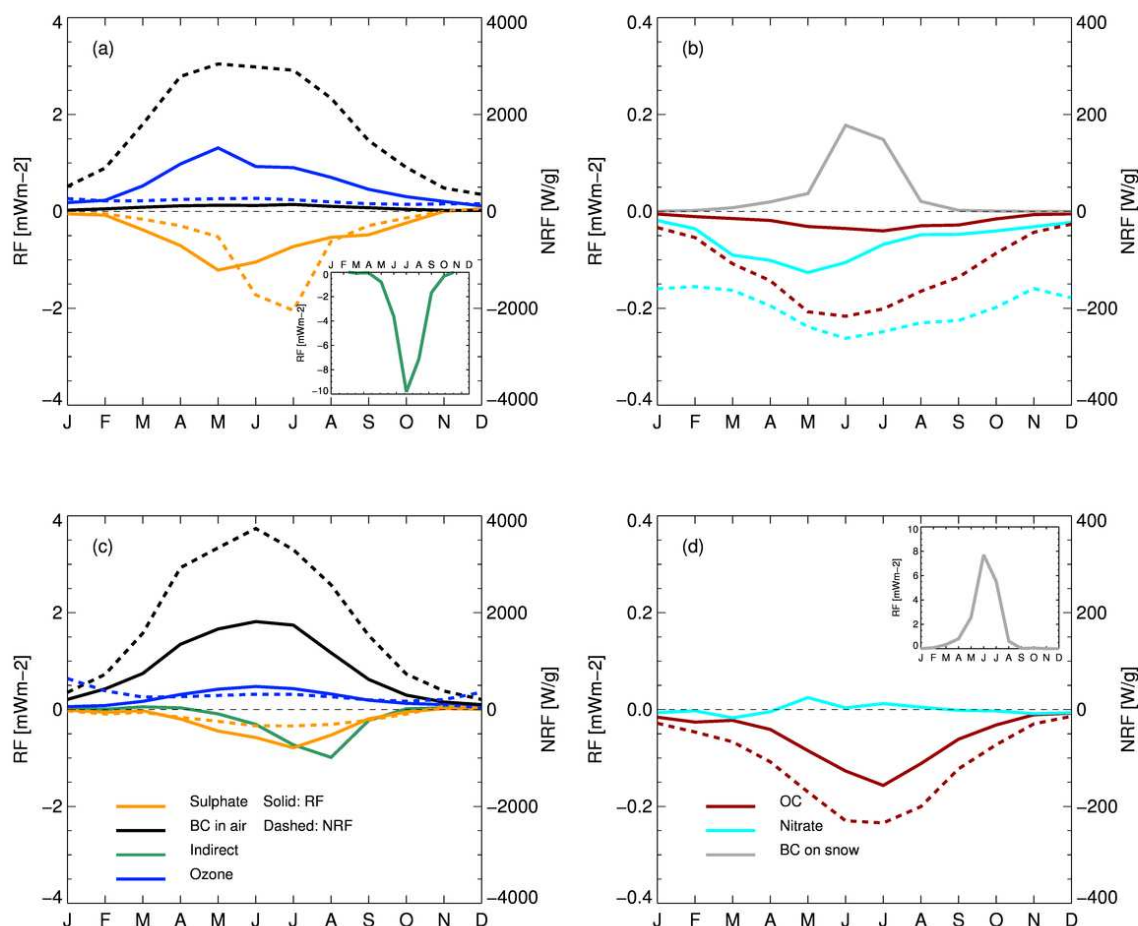 (a)
RF [mWm−2]
4
2
0
−2
−4
4000
2000
0
−2000
−4000
NRF [W/g]
J F M A M J J A S O N D
J F M A M J J A S O N D
RF [mWm−2]
0
−2
−4
−6
−8
−10
(b)
RF [mWm−2]
0.4
0.2
0.0
−0.2
−0.4
400
200
0
−200
−400
NRF [W/g]
J F M A M J J A S O N D
(c)
RF [mWm−2]
4
2
0
−2
−4
4000
2000
0
−2000
−4000
NRF [W/g]
Sulphate Solid: RF
BC in air Dashed: NRF
Indirect
Ozone
J F M A M J J A S O N D
(d)
RF [mWm−2]
0.4
0.2
0.0
−0.2
−0.4
400
200
0
−200
−400
NRF [W/g]
RF [mWm−2]
10
8
6
4
2
0
J F M A M J J A S O N D
OC
Nitrate
BC on snow
J F M A M J J A S O N D